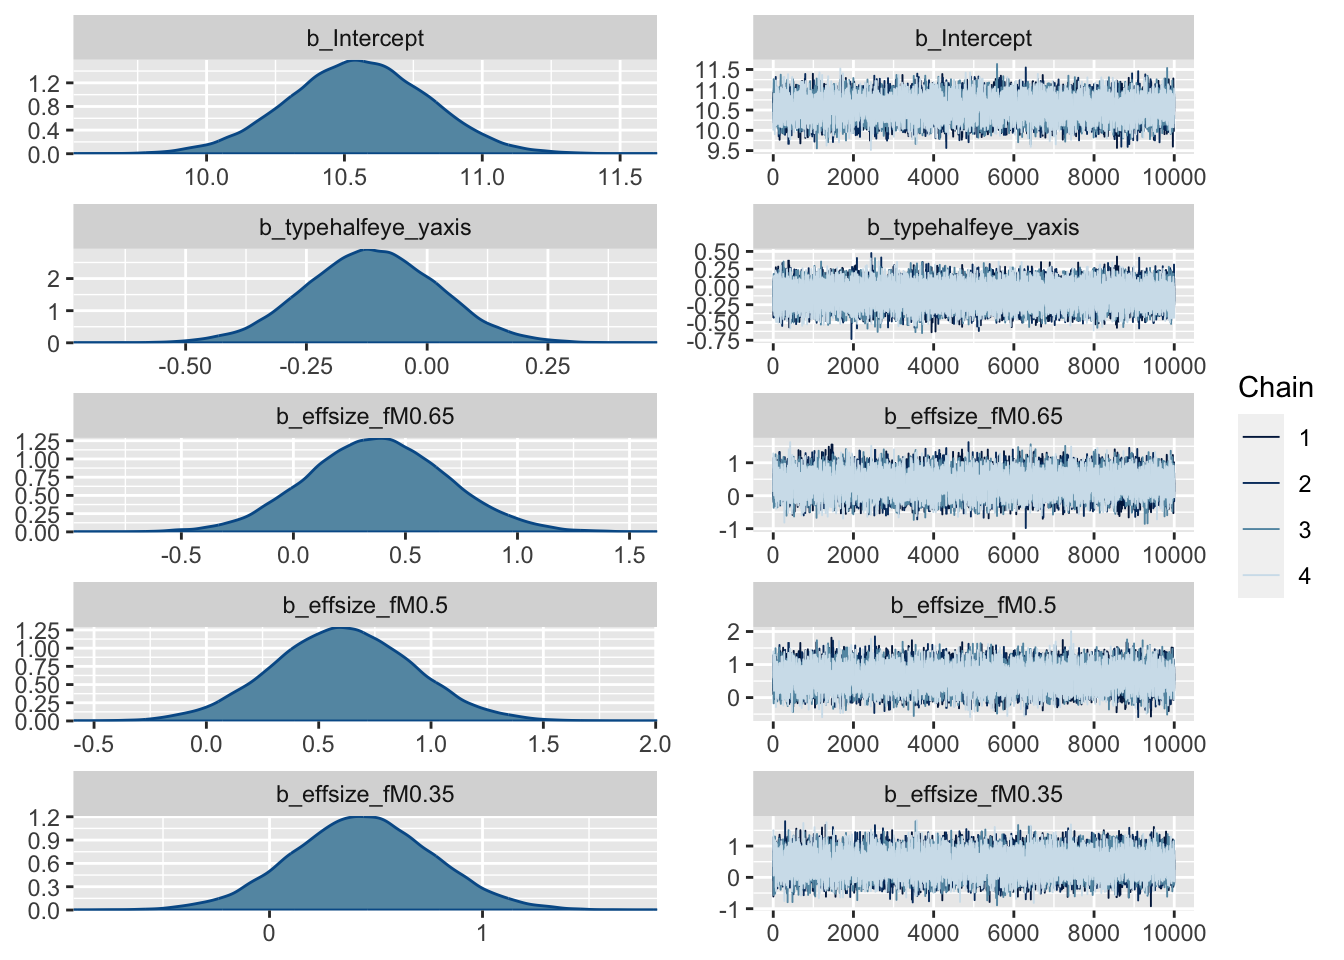 b_Intercept
1.2
0.8
0.4
0.0
10.0 10.5 11.0 11.5
b_Intercept
11.5
11.0
10.5
10.0
9.5
0 2000 4000 6000 8000 10000
b_typehalfeye_yaxis
2
1
0
-0.50 -0.25 0.00 0.25
b_typehalfeye_yaxis
0.50
0.25
0.00
-0.25
-0.50
-0.75
0 2000 4000 6000 8000 10000
b_effsize_fM0.65
1.25
1.00
0.75
0.50
0.25
0.00
-0.5 0.0 0.5 1.0 1.5
b_effsize_fM0.65
1
0
-1
0 2000 4000 6000 8000 10000
b_effsize_fM0.5
1.25
1.00
0.75
0.50
0.25
0.00
-0.5 0.0 0.5 1.0 1.5 2.0
b_effsize_fM0.5
2
1
0
0 2000 4000 6000 8000 10000
b_effsize_fM0.35
1.2
0.9
0.6
0.3
0.0
0 1
b_effsize_fM0.35
1
0
-1
0 2000 4000 6000 8000 10000
Chain
1
2
3
4